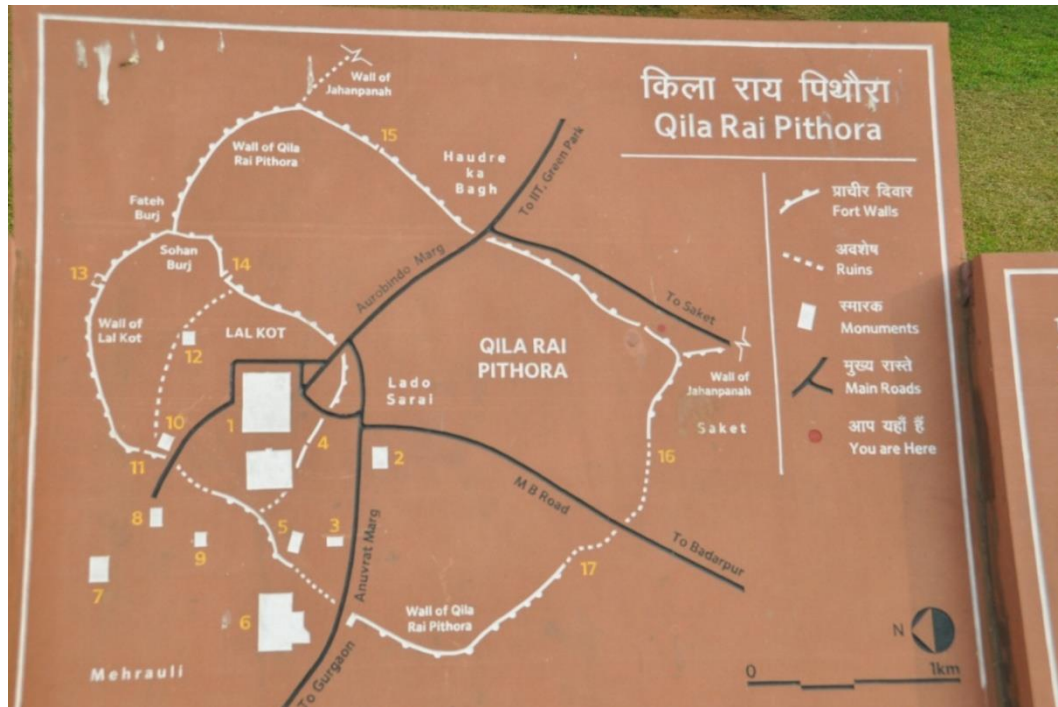 किला राय पिथौरा
Qila Rai Pithora
Wall of
Jahanpanah
15
Wall of Qila
Rai Pithora
Haudre
ka
Bagh
To IIT, Green Park
Fateh
Burj
Sohan
Burj
13
14
Aurobindo Marg
To Saket
Wall of
Lal Kot
LAL KOT
12
QILA RAI
PITHORA
Wall of
Jahanpanah
Lado
Sarai
Saket
1
10
4
2
11
16
M B Road
8
5
3
9
Anuvrat Marg
To Badarpur
7
17
6
Wall of Qila
Rai Pithora
Mehrauli
To Gurgaon
प्राचीर दिवार
Fort Walls
अवशेष
Ruins
स्मारक
Monuments
मुख्य रास्ते
Main Roads
आप यहाँ हैं
You are Here
N
0 1km